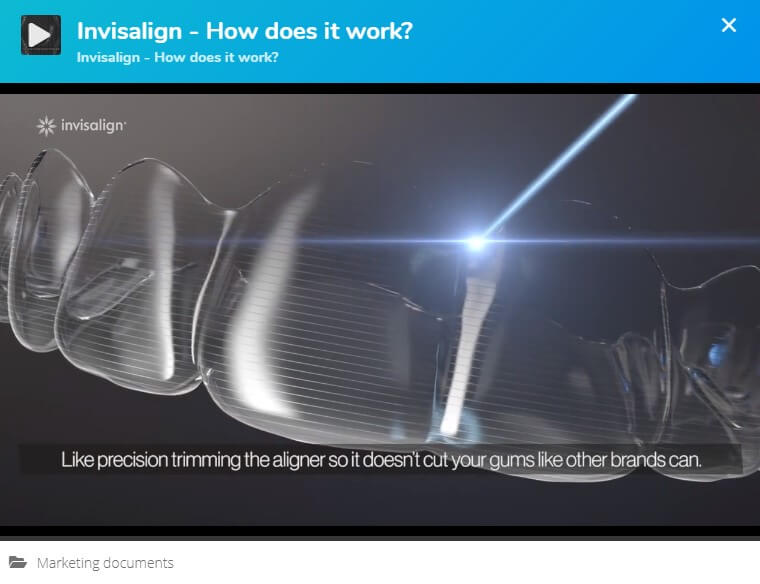 Invisalign - How does it work?
Invisalign - How does it work?
invisalign
Like precision trimming the aligner so it doesn't cut your gums like other brands can.
Marketing documents